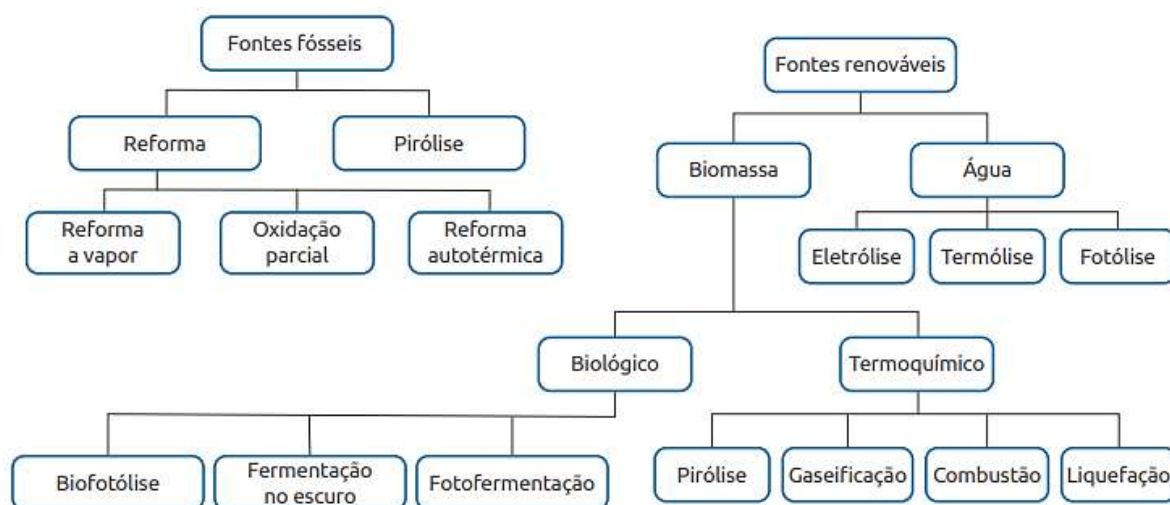 Fontes fósseis
Reforma
Pirólise
Reforma
a vapor
Oxidação
parcial
Reforma
autotérmica
Fontes renováveis
Biomassa
Água
Eletrólise
Termólise
Fotólise
Biológico
Termoquímico
Biofotólise
Fermentação
no escuro
Fotofermentação
Pirólise
Gaseificação
Combustão
Liquefação